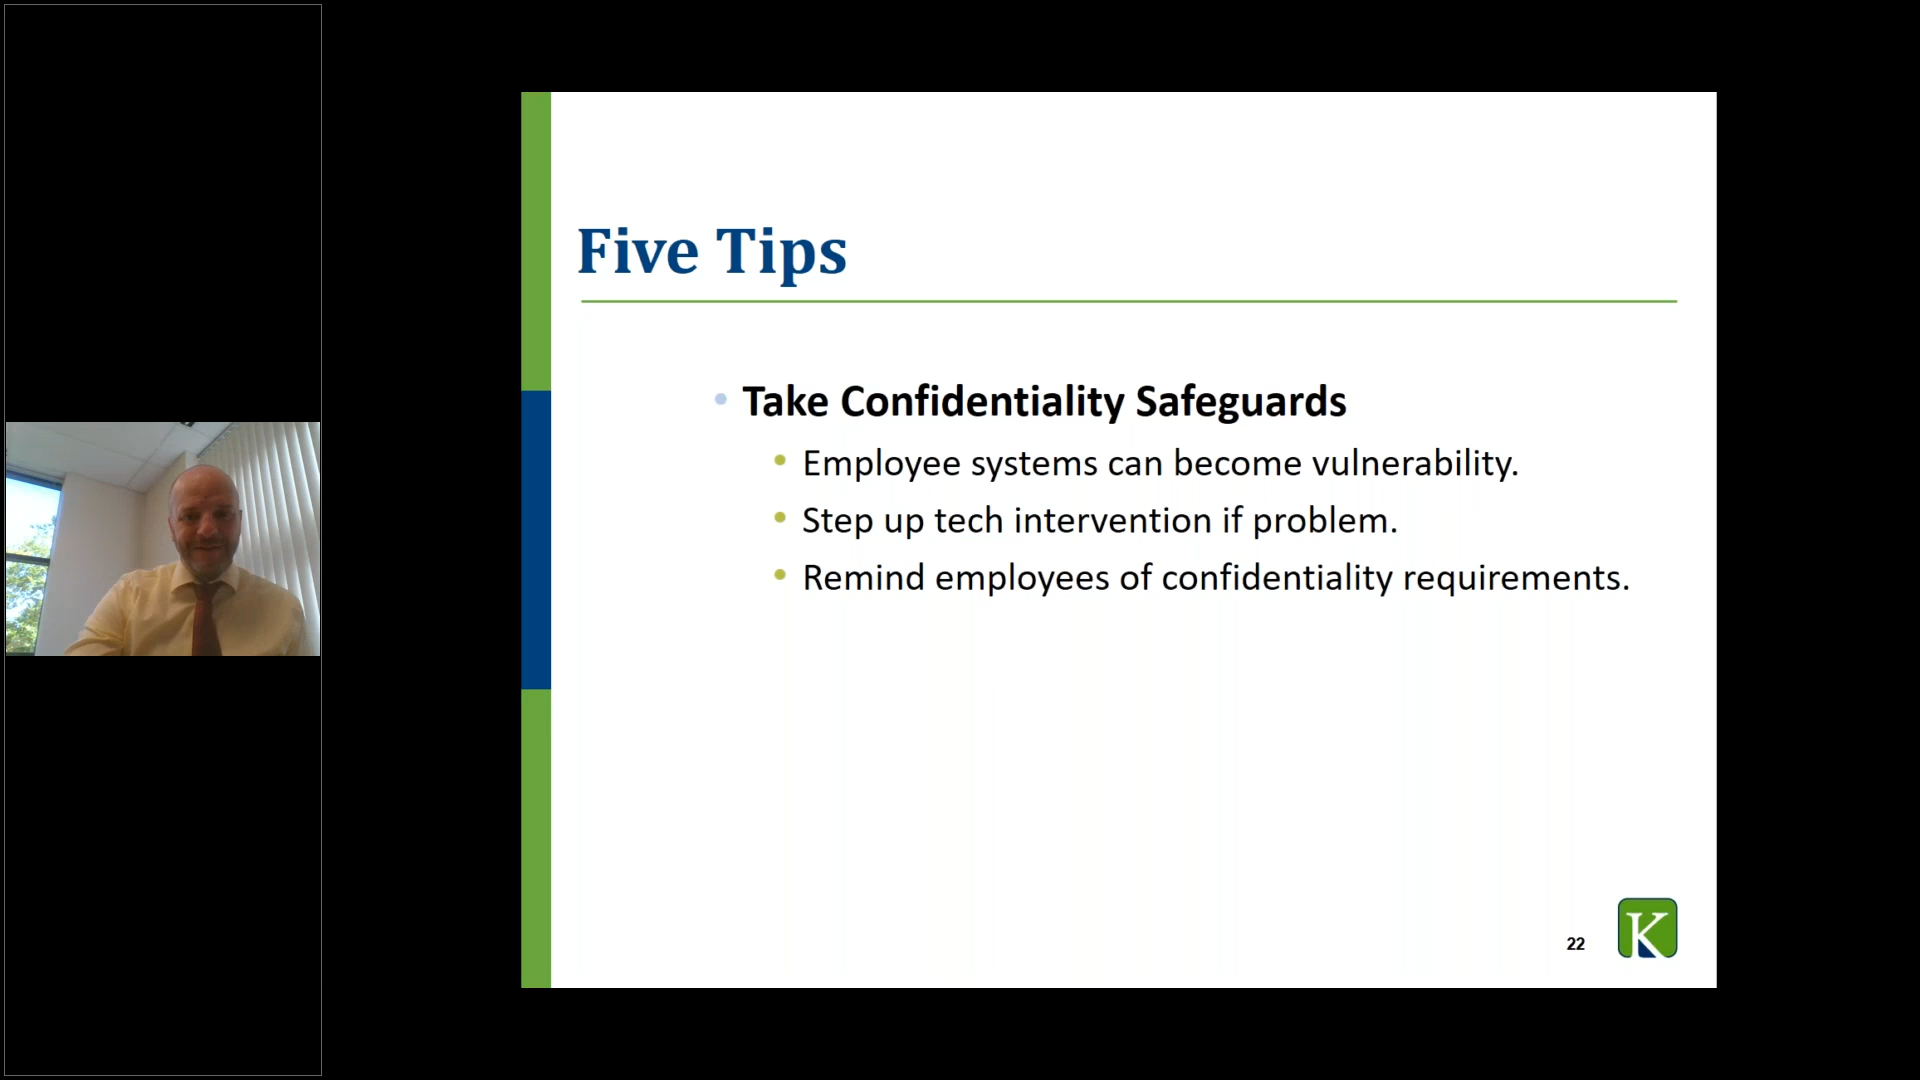 Five Tips
• Take Confidentiality Safeguards
• Employee systems can become vulnerability.
• Step up tech intervention if problem.
• Remind employees of confidentiality requirements.
22
K